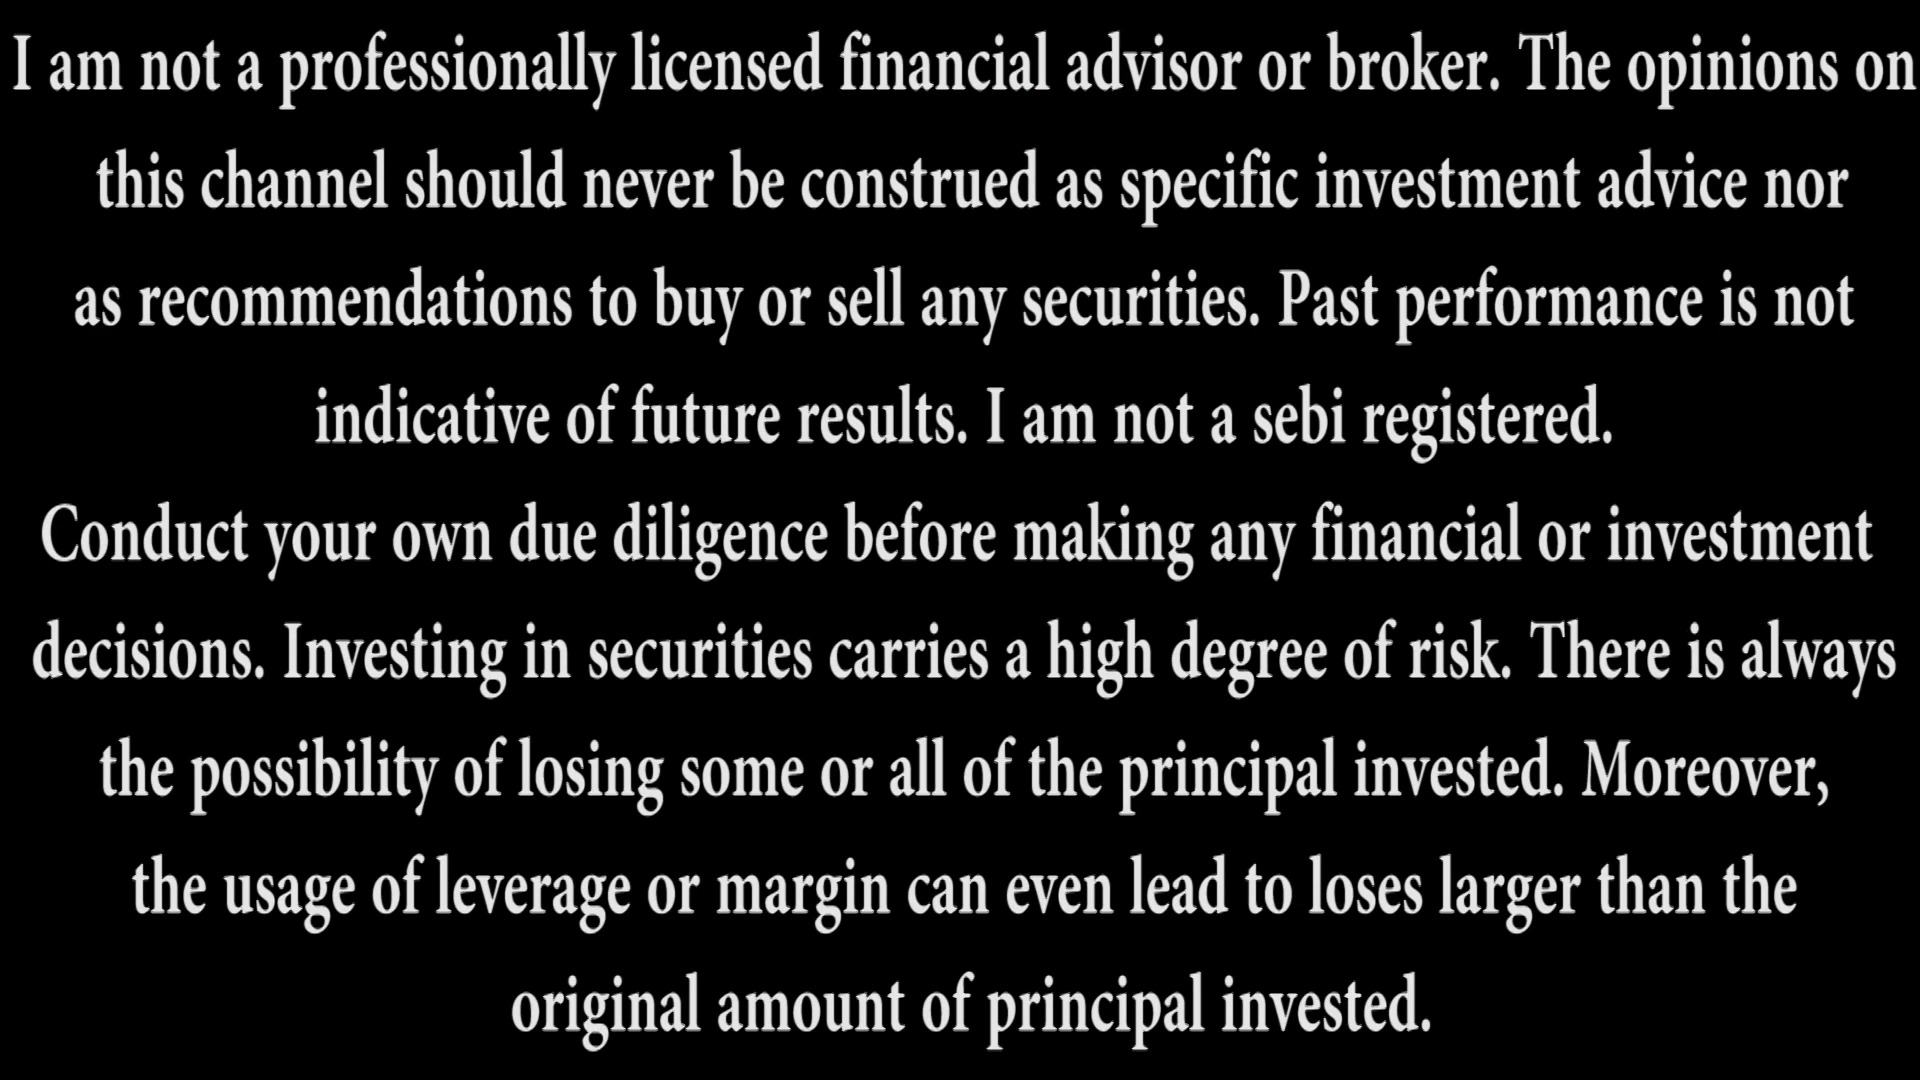 I am not a professionally licensed financial advisor or broker. The opinions on
this channel should never be construed as specific investment advice nor
as recommendations to buy or sell any securities. Past performance is not
indicative of future results. I am not a sebi registered.
Conduct your own due diligence before making any financial or investment
decisions. Investing in securities carries a high degree of risk. There is always
the possibility of losing some or all of the principal invested. Moreover,
the usage of leverage or margin can even lead to loses larger than the
original amount of principal invested.